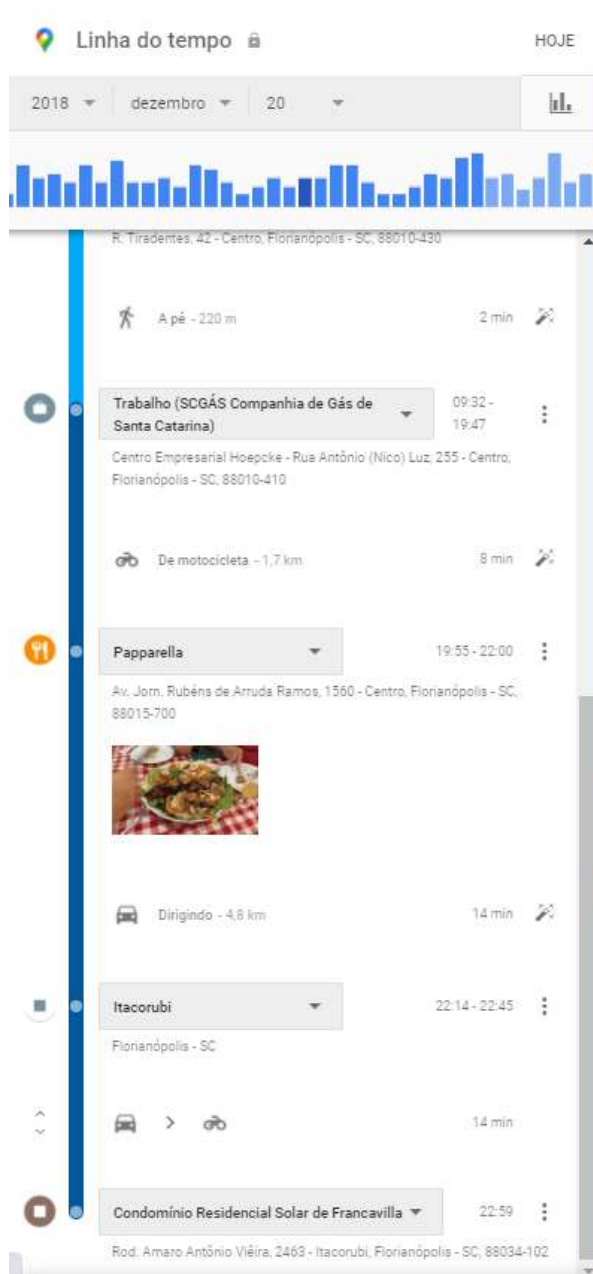 Linha do tempo
HOJE
2018
dezembro
20
R. Tiradentes, 42 - Centro, Florianópolis - SC, 88010-430
A pé - 220 m
2 min
Trabalho (SCGÁS Companhia de Gás de
Santa Catarina)
09:32 -
19:47
Centro Empresarial Hoepcke - Rua Antônio (Nico) Luz, 255 - Centro,
Florianópolis - SC, 88010-410
De motocicleta - 1,7 km
8 min
Papparella
19:55 - 22:00
Av. Jorn. Rubéns de Arruda Ramos, 1560 - Centro, Florianópolis - SC,
88015-700
Dirigindo - 4,8 km
14 min
Itacorubi
22:14 - 22:45
Florianópolis - SC
14 min
Condomínio Residencial Solar de Francavilla
22:59
Rod. Amaro Antônio Viêira, 2463 - Itacorubi, Florianópolis - SC, 88034-102